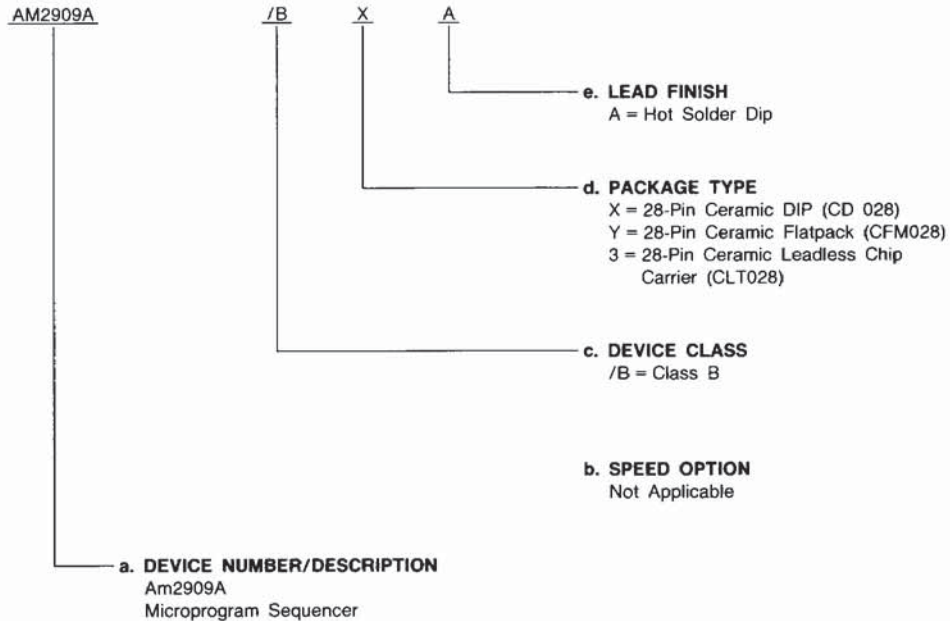 AM2909A /B X A
e. LEAD FINISH
A = Hot Solder Dip
d. PACKAGE TYPE
X = 28-Pin Ceramic DIP (CD 028)
Y = 28-Pin Ceramic Flatpack (CFM028)
3 = 28-Pin Ceramic Leadless Chip
Carrier (CLT028)
c. DEVICE CLASS
/B = Class B
b. SPEED OPTION
Not Applicable
a. DEVICE NUMBER/DESCRIPTION
Am2909A
Microprogram Sequencer